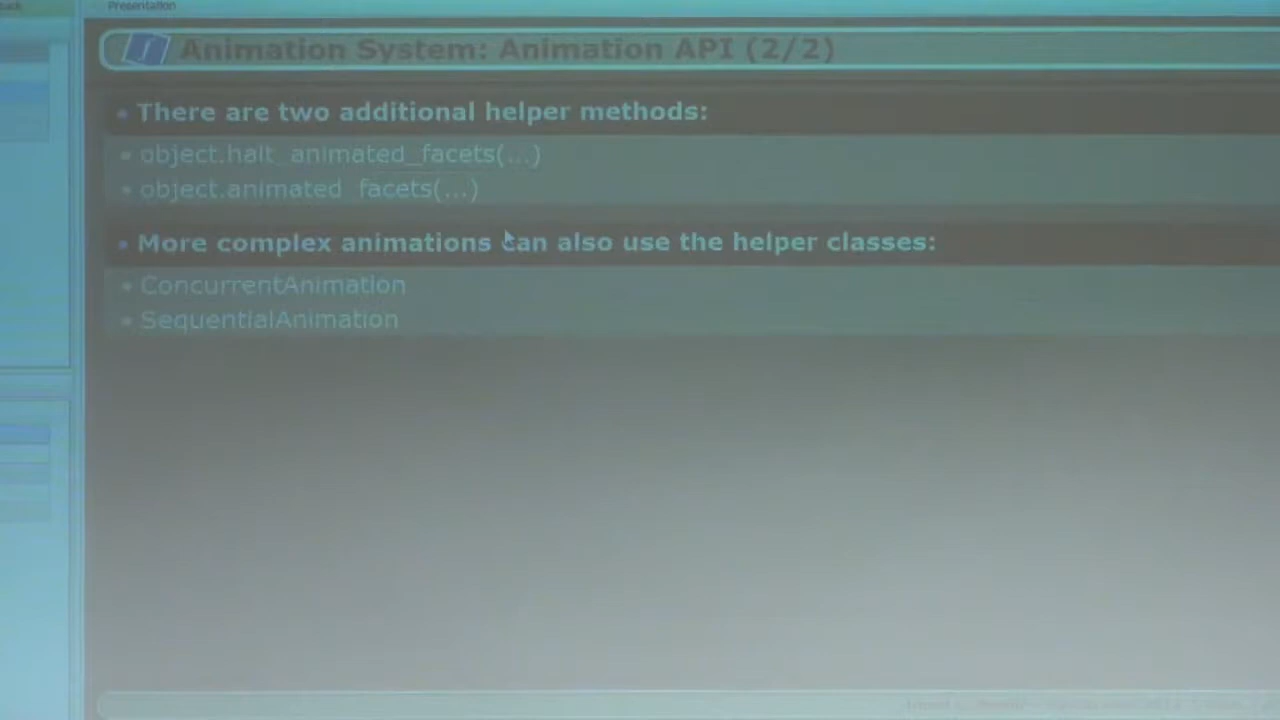 Presentation
Animation System: Animation API (2/2)
• There are two additional helper methods:
• object.halt_animated_facets(...)
• object.animated_facets(...)
• More complex animations can also use the helper classes:
• ConcurrentAnimation
• SequentialAnimation